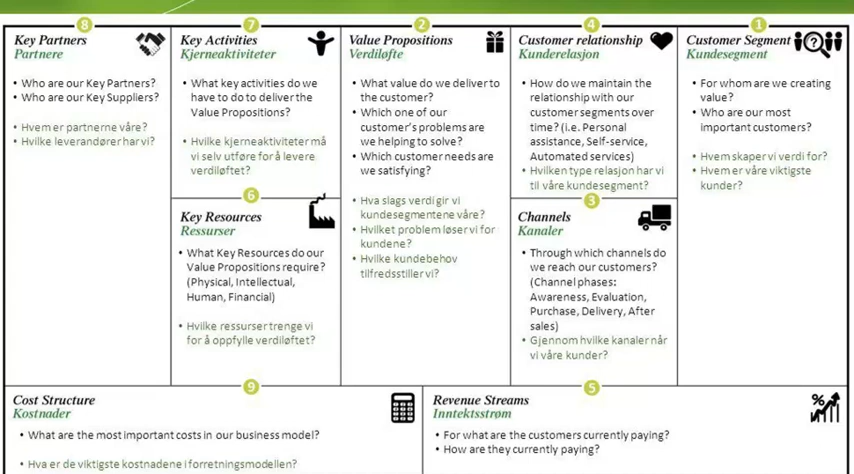 8
Key Partners
Partnere
• Who are our Key Partners?
• Who are our Key Suppliers?
• Hvem er partnerne våre?
• Hvilke leverandører har vi?
7
Key Activities
Kjerneaktiviteter
• What key activities do we
have to do to deliver the
Value Propositions?
• Hvilke kjerneaktiviteter må
vi selv utføre for å levere
verdiløftet?
6
Key Resources
Ressurser
• What Key Resources do our
Value Propositions require?
(Physical, Intellectual,
Human, Financial)
• Hvilke ressurser trenge vi
for å oppfylle verdiløftet?
2
Value Propositions
Verdiløfte
• What value do we deliver to
the customer?
• Which one of our
customer's problems are
we helping to solve?
• Which customer needs are
we satisfying?
• Hva slags verdi gir vi
kundesegmentene våre?
• Hvilket problem løser vi for
kundene?
• Hvilke kundebehov
tilfredsstiller vi?
4
Customer relationship
Kunderelasjon
• How do we maintain the
relationship with our
customer segments over
time? (i.e. Personal
assistance, Self-service,
Automated services)
• Hvilken type relasjon har vi
til våre kundesegment?
3
Channels
Kanaler
• Through which channels do
we reach our customers?
(Channel phases:
Awareness, Evaluation,
Purchase, Delivery, After
sales)
• Gjennom hvilke kanaler når
vi våre kunder?
1
Customer Segment
Kundesegment
• For whom are we creating
value?
• Who are our most
important customers?
• Hvem skaper vi verdi for?
• Hvem er våre viktigste
kunder?
9
Cost Structure
Kostnader
• What are the most important costs in our business model?
• Hva er de viktigste kostnadene i forretningsmodellen?
5
Revenue Streams
Inntektsstrøm
%
• For what are the customers currently paying?
• How are they currently paying?